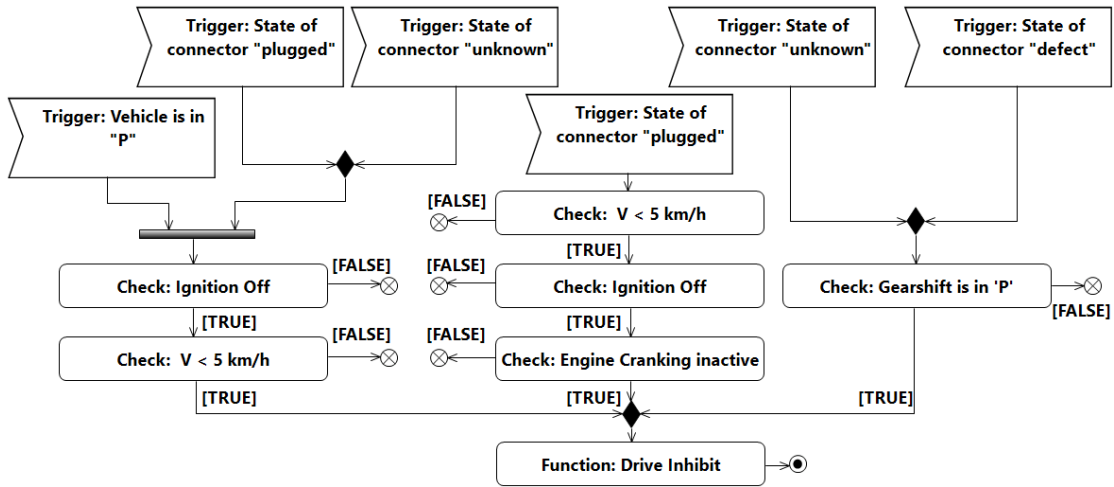 Trigger: State of
connector "plugged"
Trigger: State of
connector "unknown"
Trigger: State of
connector "unknown"
Trigger: State of
connector "defect"
Trigger: Vehicle is in
"P"
Trigger: State of
connector "plugged"
[FALSE]
Check:  V < 5 km/h
[TRUE]
Check: Ignition Off
[FALSE]
[FALSE]
Check: Ignition Off
Check: Gearshift is in 'P'
[FALSE]
[TRUE]
[TRUE]
Check:  V < 5 km/h
[FALSE]
[FALSE]
Check: Engine Cranking inactive
[TRUE]
[TRUE]
[TRUE]
Function: Drive Inhibit